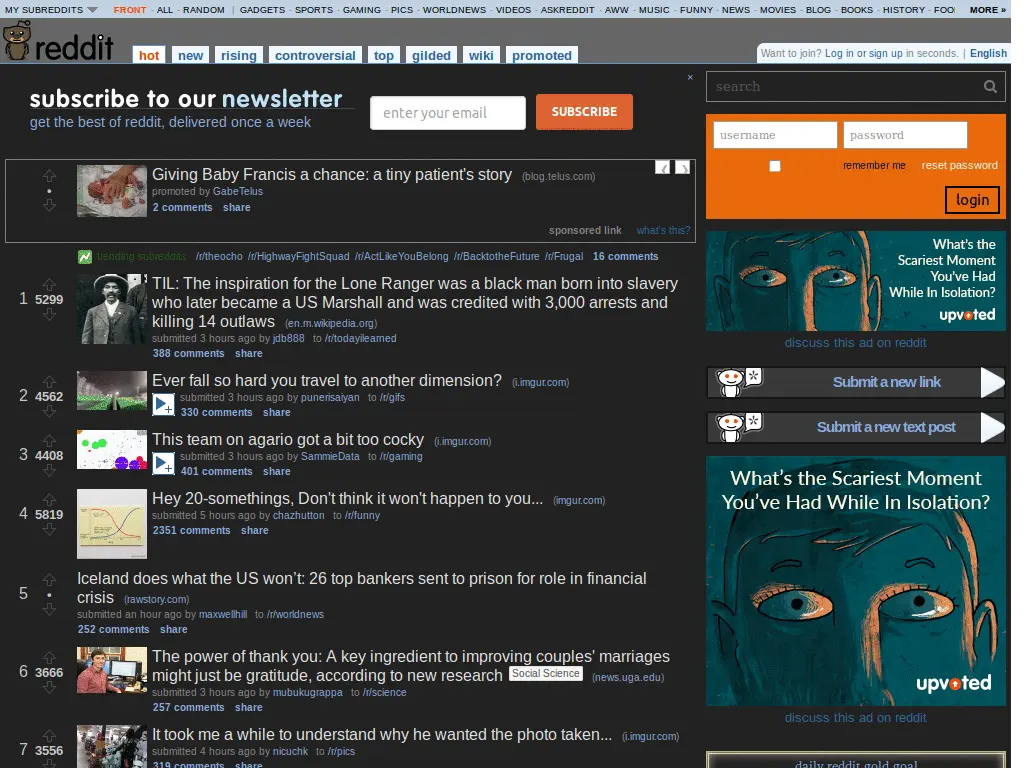 MY SUBREDDITS FRONT - ALL - RANDOM | GADGETS - SPORTS - GAMING - PICS - WORLDNEWS - VIDEOS - ASKREDDIT - AWW - MUSIC - FUNNY - NEWS - MOVIES - BLOG - BOOKS - HISTORY - FOO MORE »
reddit hot new rising controversial top gilded wiki promoted
Want to join? Log in or sign up in seconds. | English
subscribe to our newsletter
get the best of reddit, delivered once a week
enter your email
SUBSCRIBE
×
Giving Baby Francis a chance: a tiny patient's story (blog.telus.com)
promoted by GabeTelus
2 comments share
sponsored link what's this?
trending subreddits /r/theocho /r/HighwayFightSquad /r/ActLikeYouBelong /r/BacktotheFuture /r/Frugal 16 comments
1 5299
TIL: The inspiration for the Lone Ranger was a black man born into slavery
who later became a US Marshall and was credited with 3,000 arrests and
killing 14 outlaws (en.m.wikipedia.org)
submitted 3 hours ago by jdb888 to /r/todayilearned
388 comments share
2 4562
Ever fall so hard you travel to another dimension? (i.imgur.com)
submitted 3 hours ago by punerisaiyan to /r/gifs
330 comments share
3 4408
This team on agario got a bit too cocky (i.imgur.com)
submitted 3 hours ago by SammieData to /r/gaming
401 comments share
4 5819
Hey 20-somethings, Don't think it won't happen to you... (imgur.com)
submitted 5 hours ago by chazhutton to /r/funny
2351 comments share
5 •
Iceland does what the US won't: 26 top bankers sent to prison for role in financial
crisis (rawstory.com)
submitted an hour ago by maxwellhill to /r/worldnews
252 comments share
6 3666
The power of thank you: A key ingredient to improving couples' marriages
might just be gratitude, according to new research Social Science (news.uga.edu)
submitted 3 hours ago by mubukugrappa to /r/science
257 comments share
7 3556
It took me a while to understand why he wanted the photo taken... (i.imgur.com)
submitted 4 hours ago by nicuchk to /r/pics
319 comments share
search
username password
remember me reset password
login
What's the
Scariest Moment
You've Had
While In Isolation?
upvoted
discuss this ad on reddit
Submit a new link
Submit a new text post
What's the Scariest Moment
You've Had While In Isolation?
upvoted
discuss this ad on reddit
daily reddit gold goal